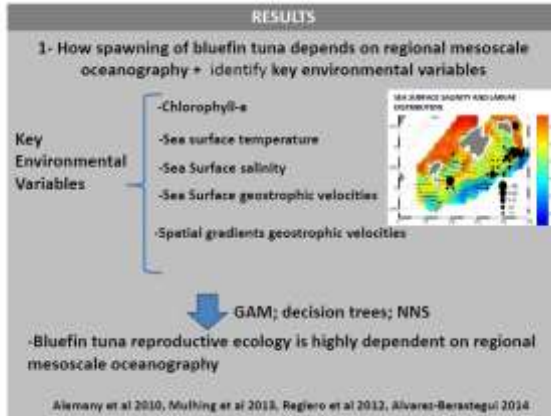 RESULTS
1- How spawning of bluefin tuna depends on regional mesoscale
oceanography + identify key environmental variables
SEA SURFACE SALINITY AND LARVAE
DISTRIBUTION
Key
Environmental
Variables
-Chlorophyll-a
-Sea surface temperature
-Sea Surface salinity
-Sea Surface geostrophic velocities
-Spatial gradients geostrophic velocities
GAM; decision trees; NNS
-Bluefin tuna reproductive ecology is highly dependent on regional
mesoscale oceanography
Alemany et al 2010, Mulhing et al 2013, Reglero et al 2012, Alvarez-Berastegui 2014